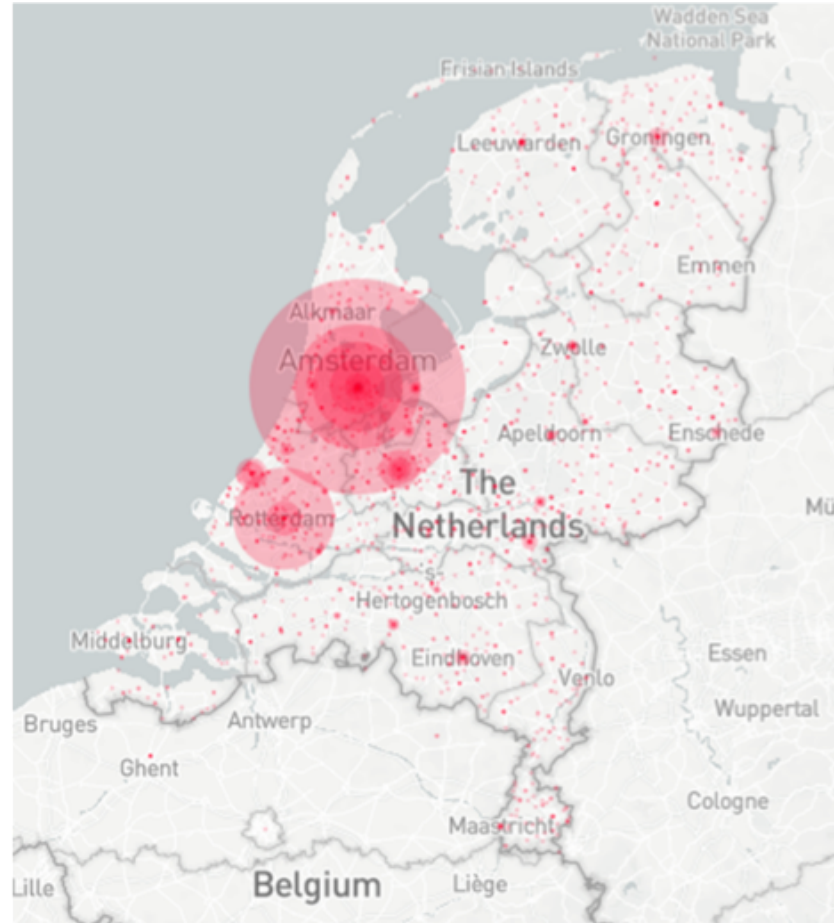 Wadden Sea
National Park
Frisian Islands
Leeuwarden
Groningen
Emmen
Alkmaar
Amsterdam
Zwolle
Apeldoorn
Enschede
The
Netherlands
Rotterdam
Mü
s-
Hertogenbosch
Middelburg
Eindhoven
Venlo
Essen
Wuppertal
Bruges
Antwerp
Ghent
Cologne
Maastricht
Lille
Belgium
Liège